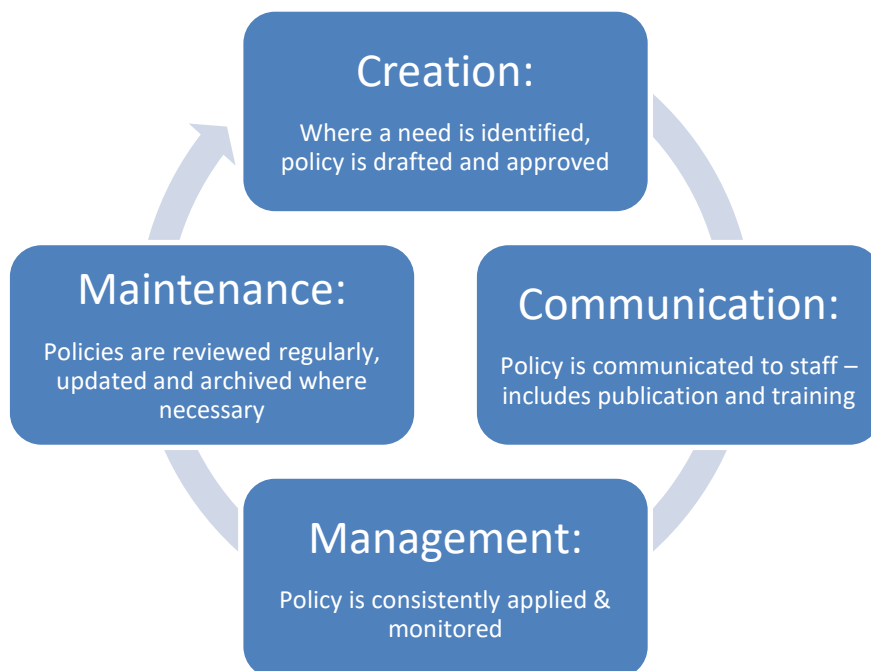 Creation:
Where a need is identified,
policy is drafted and approved
Communication:
Policy is communicated to staff –
includes publication and training
Management:
Policy is consistently applied &
monitored
Maintenance:
Policies are reviewed regularly,
updated and archived where
necessary